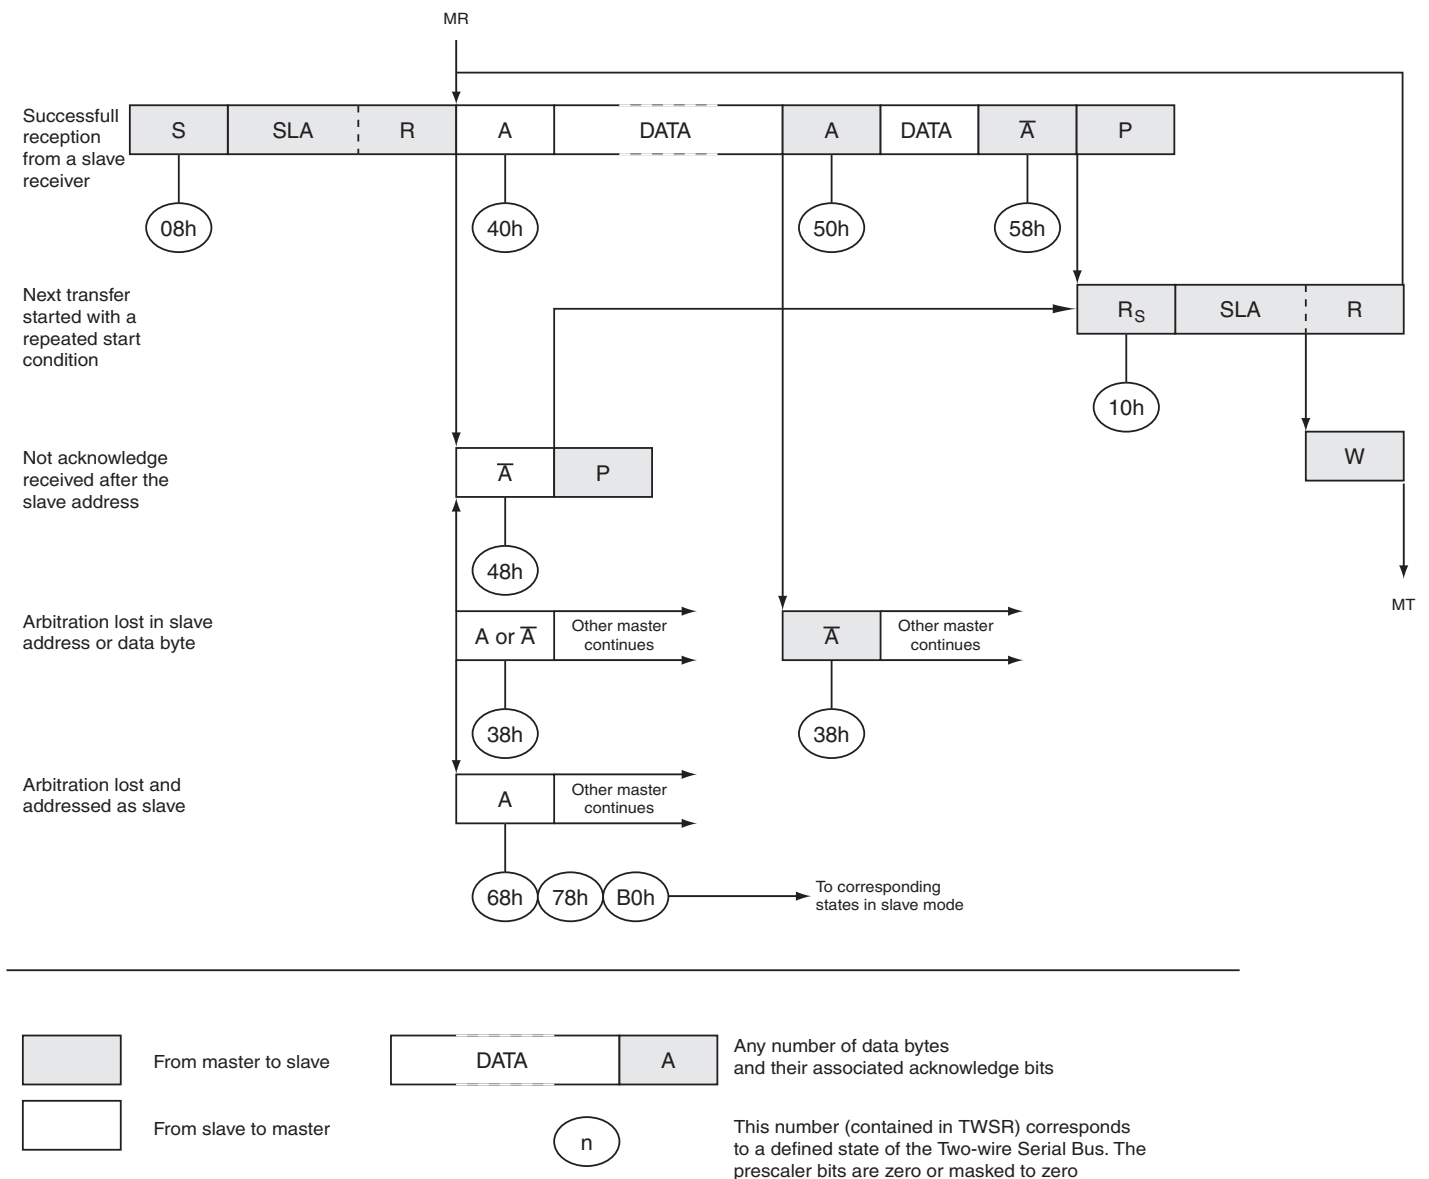 MR
Successfull
reception
from a slave
receiver
S SLA R A DATA A DATA A̅ P
08h 40h 50h 58h
Next transfer
started with a
repeated start
condition
RS SLA R
10h
Not acknowledge
received after the
slave address
A̅ P
W
48h
MT
Arbitration lost in slave
address or data byte
A or A̅
Other master
continues
A̅
Other master
continues
38h 38h
Arbitration lost and
addressed as slave
A
Other master
continues
68h 78h B0h
To corresponding
states in slave mode
From master to slave
DATA A
Any number of data bytes
and their associated acknowledge bits
From slave to master
n
This number (contained in TWSR) corresponds
to a defined state of the Two-wire Serial Bus. The
prescaler bits are zero or masked to zero